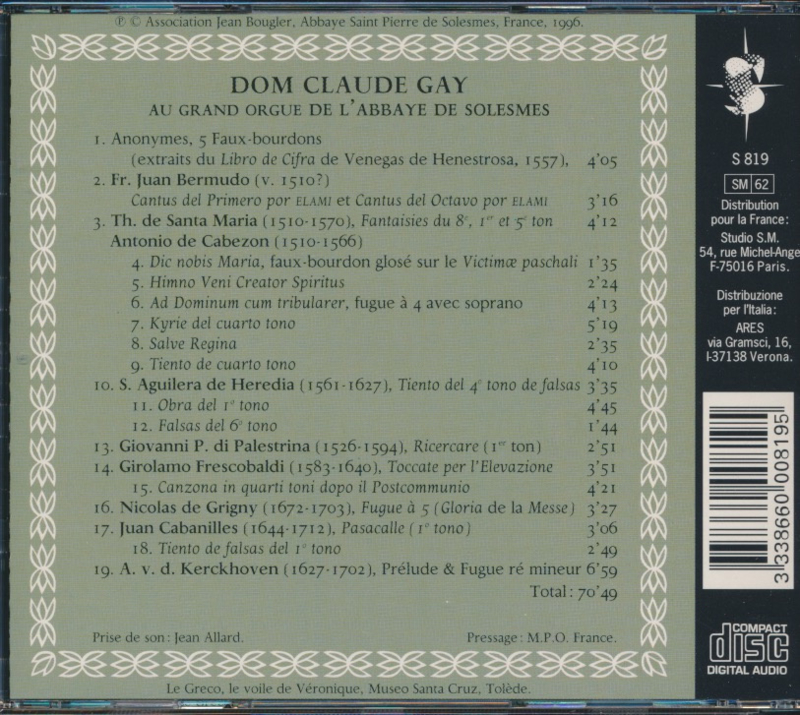 ℗ © Association Jean Bougler, Abbaye Saint Pierre de Solesmes, France, 1996.
DOM CLAUDE GAY
AU GRAND ORGUE DE L'ABBAYE DE SOLESMES
1. Anonymes, 5 Faux-bourdons
(extraits du Libro de Cifra de Venegas de Henestrosa, 1557), 4'05
2. Fr. Juan Bermudo (v. 1510?)
Cantus del Primero por ELAMI et Cantus del Octavo por ELAMI 3'16
3. Th. de Santa Maria (1510-1570), Fantaisies du 8e, 1er et 5e ton 4'12
Antonio de Cabezon (1510-1566)
4. Dic nobis Maria, faux-bourdon glosé sur le Victimæ paschali 1'35
5. Himno Veni Creator Spiritus 2'24
6. Ad Dominum cum tribularer, fugue à 4 avec soprano 4'13
7. Kyrie del cuarto tono 5'19
8. Salve Regina 2'35
9. Tiento de cuarto tono 4'10
10. S. Aguilera de Heredia (1561-1627), Tiento del 4e tono de falsas 3'35
11. Obra del 1e tono 4'45
12. Falsas del 6e tono 1'44
13. Giovanni P. di Palestrina (1526-1594), Ricercare (1er ton) 2'51
14. Girolamo Frescobaldi (1583-1640), Toccate per l'Elevazione 3'51
15. Canzona in quarti toni dopo il Postcommunio 4'21
16. Nicolas de Grigny (1672-1703), Fugue à 5 (Gloria de la Messe) 3'27
17. Juan Cabanilles (1644-1712), Pasacalle (1e tono) 3'06
18. Tiento de falsas del 1e tono 2'49
19. A. v. d. Kerckhoven (1627-1702), Prélude & Fugue ré mineur 6'59
Total : 70'49
Prise de son : Jean Allard. Pressage : M.P.O. France.
Le Greco, le voile de Véronique, Museo Santa Cruz, Tolède.
S 819
SM 62
Distribution
pour la France :
Studio S.M.
54, rue Michel-Ange
F-75016 Paris.
Distribuzione
per l'Italia :
ARES
via Gramsci, 16,
I-37138 Verona.
3 338660 008195
COMPACT
disc
DIGITAL AUDIO